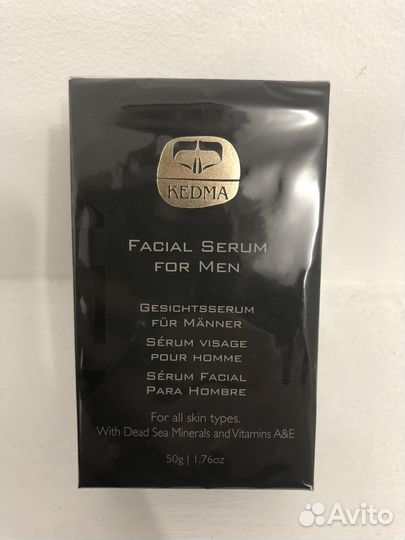 KEDMA
FACIAL SERUM
FOR MEN
GESICHTSSERUM
FÜR MÄNNER
SÉRUM VISAGE
POUR HOMME
SÉRUM FACIAL
PARA HOMBRE
For all skin types.
With Dead Sea Minerals and Vitamins A&E
50g | 1.76oz
Avito